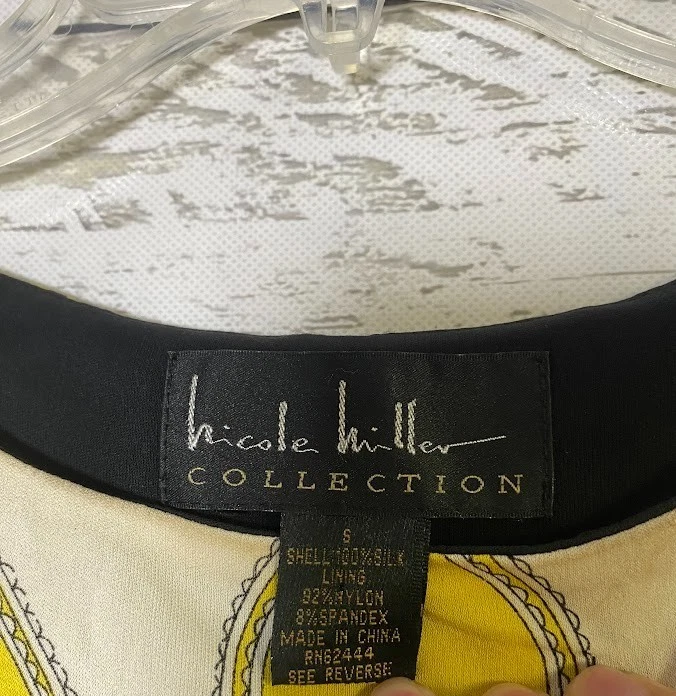 Nicole Miller
COLLECTION
S
SHELL:100%SILK
LINING
92%NYLON
8%SPANDEX
MADE IN CHINA
RN62444
SEE REVERSE